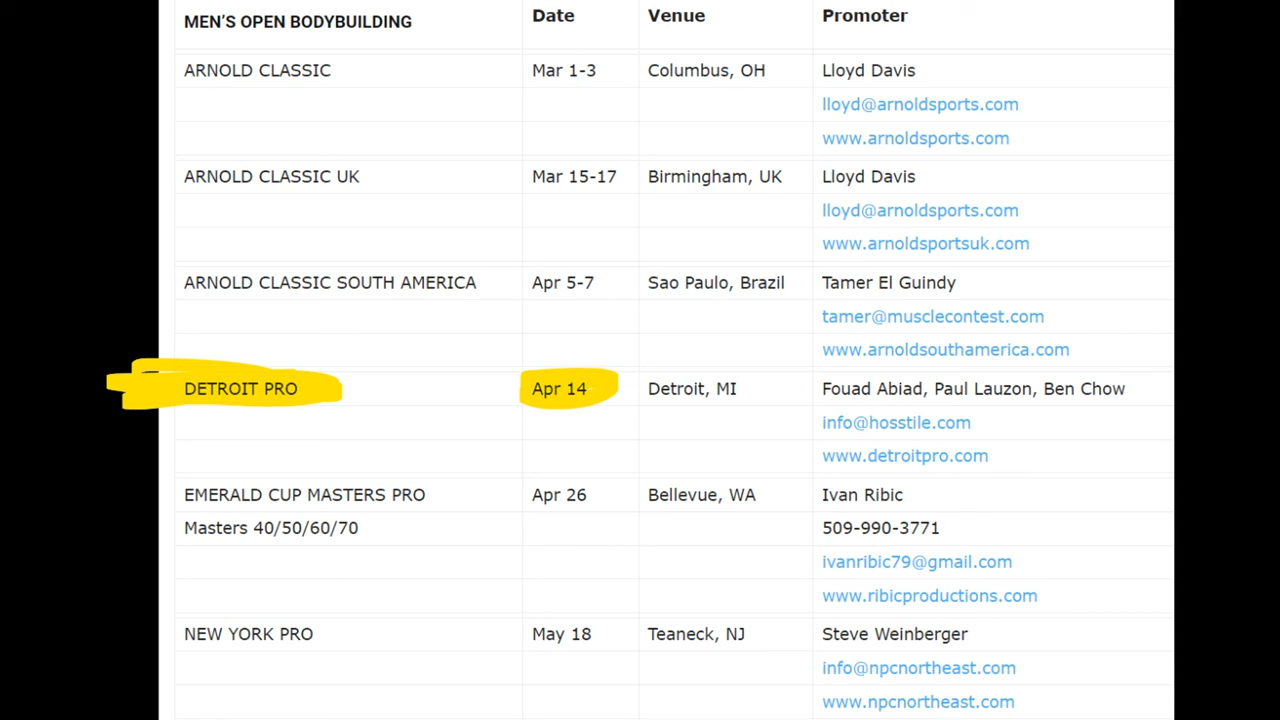 MEN’S OPEN BODYBUILDING Date Venue Promoter
ARNOLD CLASSIC Mar 1-3 Columbus, OH Lloyd Davis
lloyd@arnoldsports.com
www.arnoldsports.com
ARNOLD CLASSIC UK Mar 15-17 Birmingham, UK Lloyd Davis
lloyd@arnoldsports.com
www.arnoldsportsuk.com
ARNOLD CLASSIC SOUTH AMERICA Apr 5-7 Sao Paulo, Brazil Tamer El Guindy
tamer@musclecontest.com
www.arnoldsouthamerica.com
DETROIT PRO Apr 14 Detroit, MI Fouad Abiad, Paul Lauzon, Ben Chow
info@hosstile.com
www.detroitpro.com
EMERALD CUP MASTERS PRO Apr 26 Bellevue, WA Ivan Ribic
Masters 40/50/60/70 509-990-3771
ivanribic79@gmail.com
www.ribicproductions.com
NEW YORK PRO May 18 Teaneck, NJ Steve Weinberger
info@npcnortheast.com
www.npcnortheast.com